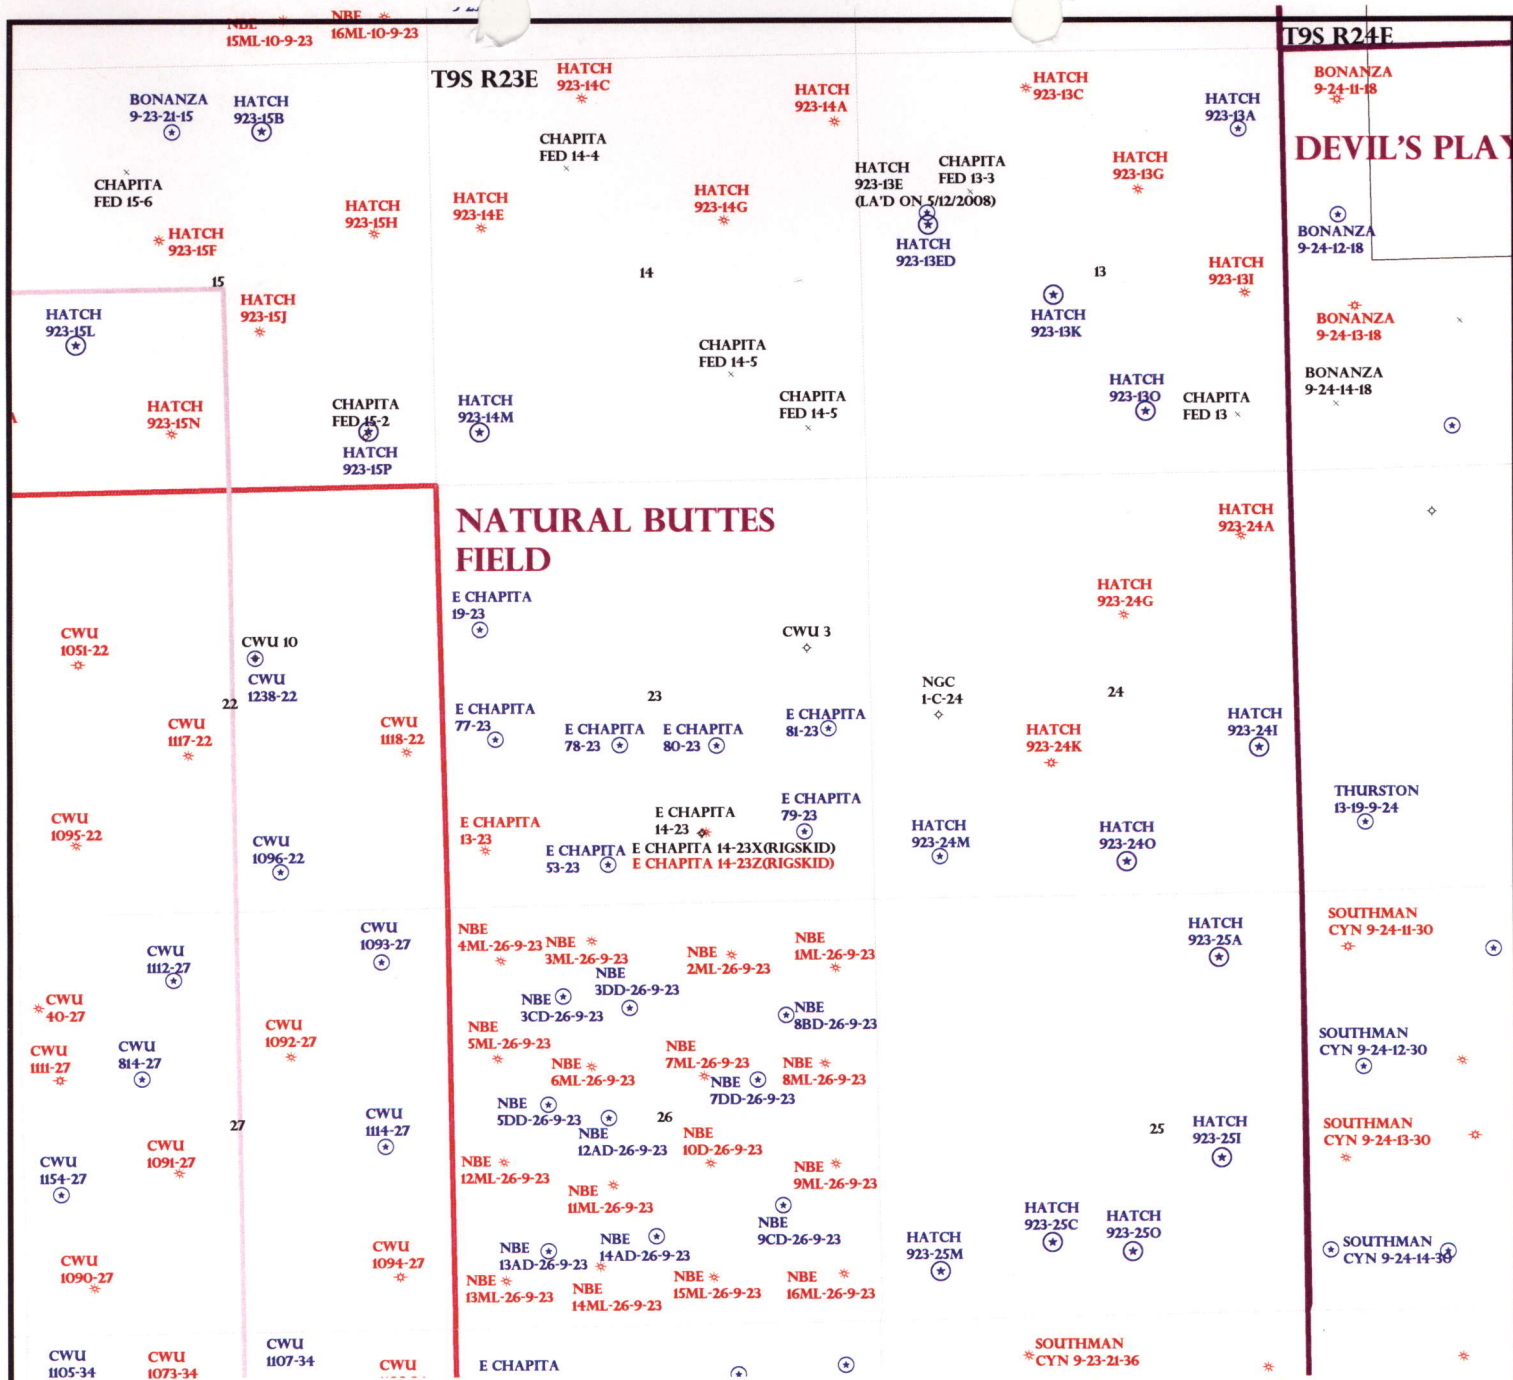 NBE
15ML-10-9-23
NBE
16ML-10-9-23
T9S R23E
T9S R24E
BONANZA
9-23-21-15
HATCH
923-15B
HATCH
923-14C
HATCH
923-14A
HATCH
923-13C
HATCH
923-13A
BONANZA
9-24-11-18
DEVIL'S PLAY
CHAPITA
FED 15-6
CHAPITA
FED 14-4
HATCH
923-13E
(LA'D ON 5/12/2008)
CHAPITA
FED 13-3
HATCH
923-13G
HATCH
923-15F
HATCH
923-15H
HATCH
923-14E
HATCH
923-14G
HATCH
923-13ED
BONANZA
9-24-12-18
15
14
13
HATCH
923-13I
HATCH
923-15L
HATCH
923-15J
HATCH
923-13K
BONANZA
9-24-13-18
CHAPITA
FED 14-5
BONANZA
9-24-14-18
HATCH
923-15N
CHAPITA
FED 15-2
HATCH
923-15P
HATCH
923-14M
CHAPITA
FED 14-5
HATCH
923-13O
CHAPITA
FED 13
NATURAL BUTTES
FIELD
HATCH
923-24A
E CHAPITA
19-23
HATCH
923-24G
CWU
1051-22
CWU 10
CWU
1238-22
CWU 3
22
23
24
NGC
1-C-24
CWU
1117-22
CWU
1118-22
E CHAPITA
77-23
E CHAPITA
78-23
E CHAPITA
80-23
E CHAPITA
81-23
HATCH
923-24K
HATCH
923-24I
CWU
1095-22
CWU
1096-22
E CHAPITA
13-23
E CHAPITA
53-23
E CHAPITA
14-23
E CHAPITA 14-23X(RIGSKID)
E CHAPITA 14-23Z(RIGSKID)
E CHAPITA
79-23
HATCH
923-24M
HATCH
923-24O
THURSTON
13-19-9-24
CWU
1112-27
CWU
1093-27
NBE
4ML-26-9-23
NBE
3ML-26-9-23
NBE
2ML-26-9-23
NBE
1ML-26-9-23
HATCH
923-25A
SOUTHMAN
CYN 9-24-11-30
NBE
3DD-26-9-23
NBE
3CD-26-9-23
NBE
8BD-26-9-23
CWU
40-27
CWU
1111-27
CWU
814-27
CWU
1092-27
NBE
5ML-26-9-23
NBE
6ML-26-9-23
NBE
7ML-26-9-23
NBE
7DD-26-9-23
NBE
8ML-26-9-23
SOUTHMAN
CYN 9-24-12-30
NBE
5DD-26-9-23
NBE
12AD-26-9-23
27
26
25
CWU
1114-27
NBE
10D-26-9-23
HATCH
923-25I
SOUTHMAN
CYN 9-24-13-30
CWU
1154-27
CWU
1091-27
NBE
12ML-26-9-23
NBE
11ML-26-9-23
NBE
9ML-26-9-23
NBE
9CD-26-9-23
HATCH
923-25C
HATCH
923-25O
CWU
1090-27
CWU
1094-27
NBE
13AD-26-9-23
NBE
14AD-26-9-23
HATCH
923-25M
SOUTHMAN
CYN 9-24-14-30
NBE
13ML-26-9-23
NBE
14ML-26-9-23
NBE
15ML-26-9-23
NBE
16ML-26-9-23
CWU
1105-34
CWU
1073-34
CWU
1107-34
CWU
E CHAPITA
SOUTHMAN
CYN 9-23-21-36